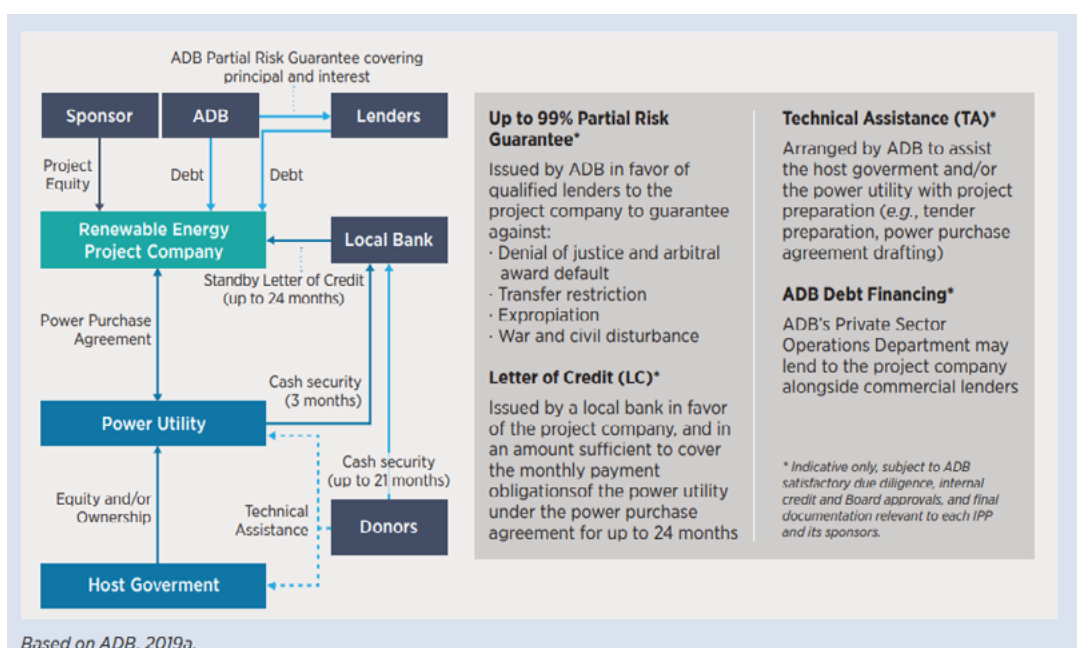 ADB Partial Risk Guarantee covering
principal and interest
Sponsor
ADB
Lenders
Project
Equity
Debt
Debt
Renewable Energy
Project Company
Local Bank
Standby Letter of Credit
(up to 24 months)
Power Purchase
Agreement
Cash security
(3 months)
Power Utility
Cash security
(up to 21 months)
Equity and/or
Ownership
Technical
Assistance
Donors
Host Goverment
Up to 99% Partial Risk
Guarantee*
Issued by ADB in favor of
qualified lenders to the
project company to guarantee
against:
· Denial of justice and arbitral
award default
· Transfer restriction
· Expropiation
· War and civil disturbance
Letter of Credit (LC)*
Issued by a local bank in favor
of the project company, and in
an amount sufficient to cover
the monthly payment
obligationsof the power utility
under the power purchase
agreement for up to 24 months
Technical Assistance (TA)*
Arranged by ADB to assist
the host goverment and/or
the power utility with project
preparation (e.g., tender
preparation, power purchase
agreement drafting)
ADB Debt Financing*
ADB's Private Sector
Operations Department may
lend to the project company
alongside commercial lenders
* Indicative only, subject to ADB
satisfactory due diligence, internal
credit and Board approvals, and final
documentation relevant to each IPP
and its sponsors.
Based on ADB, 2019a.